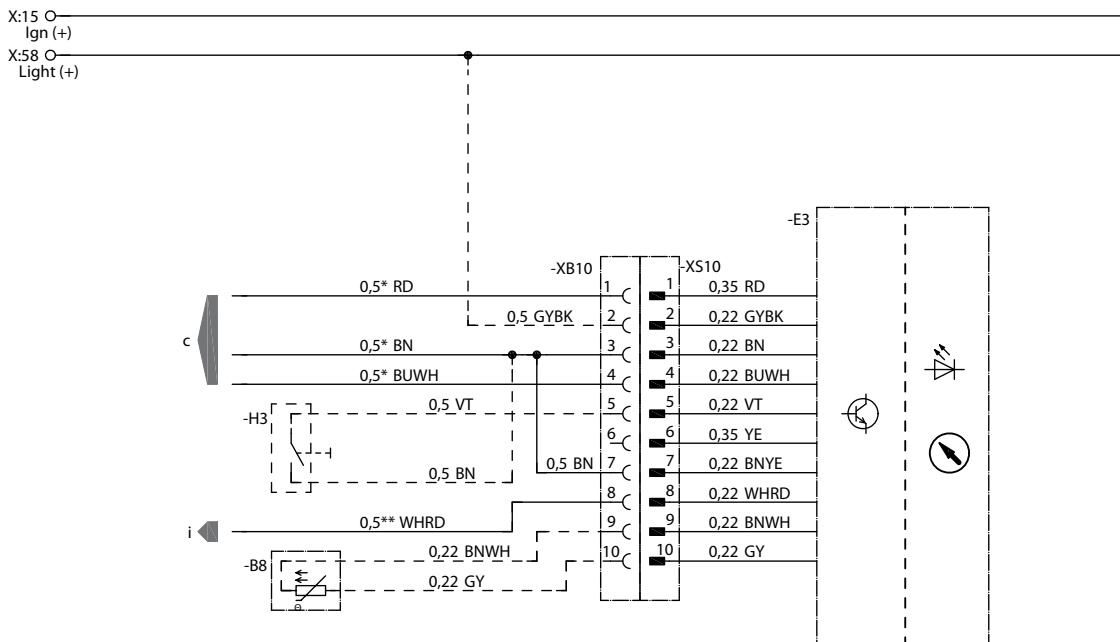 X:15
Ign (+)
X:58
Light (+)
-E3
-XB10
-XS10
0,5* RD 1 1 0,35 RD
0,5 GYBK 2 2 0,22 GYBK
c
0,5* BN 3 3 0,22 BN
0,5* BUWH 4 4 0,22 BUWH
-H3
0,5 VT 5 5 0,22 VT
6 6 0,35 YE
0,5 BN 0,5 BN 7 7 0,22 BNYE
8 8 0,22 WHRD
i
0,5** WHRD 9 9 0,22 BNWH
-B8
0,22 BNWH 10 10 0,22 GY
0,22 GY
θ